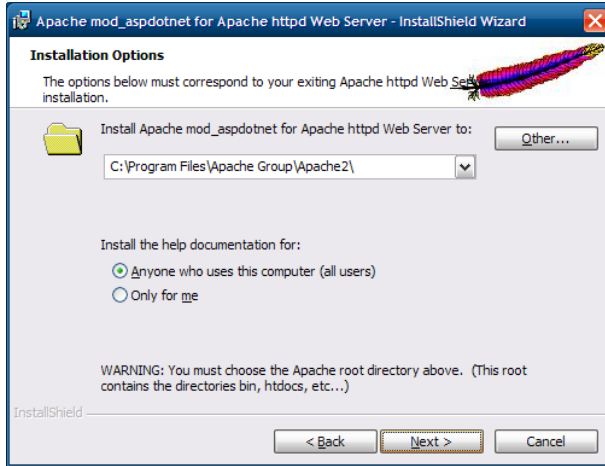 Apache mod_aspdotnet for Apache httpd Web Server - InstallShield Wizard
Installation Options
The options below must correspond to your exiting Apache httpd Web
installation.
Install Apache mod_aspdotnet for Apache httpd Web Server to:
Other...
C:\Program Files\Apache Group\Apache2\
Install the help documentation for:
Anyone who uses this computer (all users)
Only for me
WARNING: You must choose the Apache root directory above. (This root
contains the directories bin, htdocs, etc...)
InstallShield
< Back
Next >
Cancel